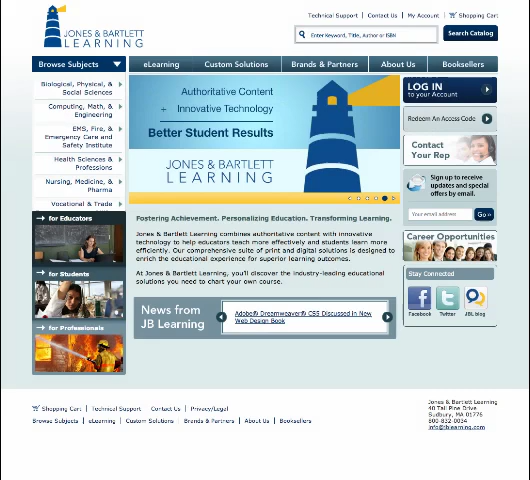 JONES & BARTLETT
LEARNING
Technical Support | Contact Us | My Account | Shopping Cart
Enter Keyword, Title, Author or ISBN
Search Catalog
Browse Subjects
eLearning
Custom Solutions
Brands & Partners
About Us
Booksellers
Biological, Physical, &
Social Sciences
Computing, Math, &
Engineering
EMS, Fire, &
Emergency Care and
Safety Institute
Health Sciences &
Professions
Nursing, Medicine, &
Pharma
Vocational & Trade
Authoritative Content
+ Innovative Technology
Better Student Results
JONES & BARTLETT
LEARNING
LOG IN
to your Account
Redeem An Access Code
Contact
Your Rep
Sign up to receive
updates and special
offers by email.
Your email address
Go »
Career Opportunities
Stay Connected
Facebook
Twitter
JBL blog
for Educators
for Students
for Professionals
Fostering Achievement. Personalizing Education. Transforming Learning.
Jones & Bartlett Learning combines authoritative content with innovative
technology to help educators teach more effectively and students learn more
efficiently. Our comprehensive suite of print and digital solutions is designed to
enrich the educational experience for superior learning outcomes.
At Jones & Bartlett Learning, you'll discover the industry-leading educational
solutions you need to chart your own course.
News from
JB Learning
Adobe® Dreamweaver® CS5 Discussed in New
Web Design Book
Shopping Cart | Technical Support | Contact Us | Privacy/Legal
Browse Subjects | eLearning | Custom Solutions | Brands & Partners | About Us | Booksellers
Jones & Bartlett Learning
40 Tall Pine Drive
Sudbury, MA 01776
800-832-0034
info@jblearning.com